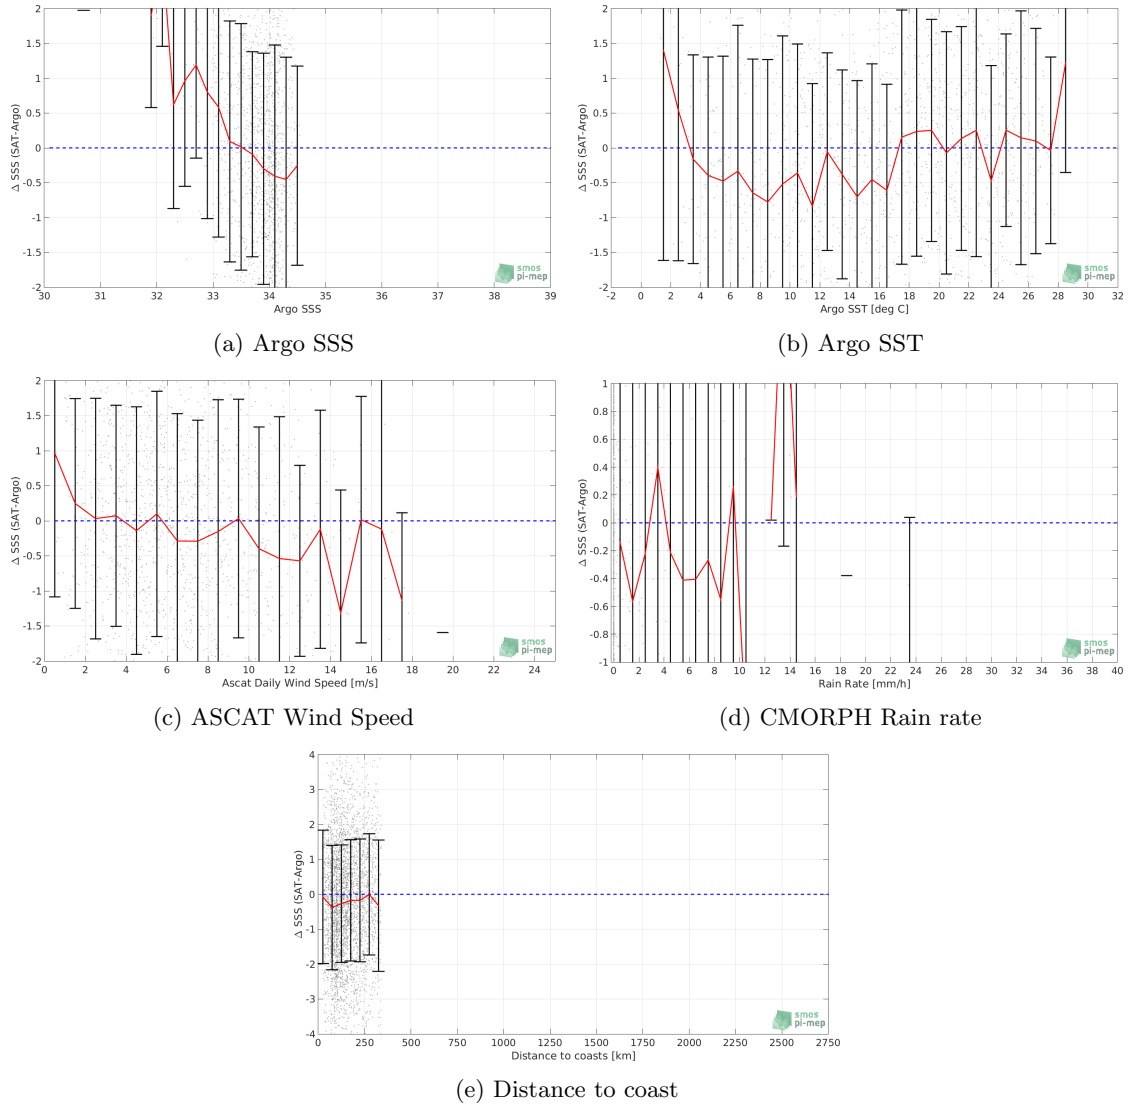 2
1.5
1
0.5
0
-0.5
-1
-1.5
-2
Δ SSS (SAT-Argo)
30 31 32 33 34 35 36 37 38 39
Argo SSS
smos
pi-mep
(a) Argo SSS
2
1.5
1
0.5
0
-0.5
-1
-1.5
-2
Δ SSS (SAT-Argo)
-2 0 2 4 6 8 10 12 14 16 18 20 22 24 26 28 30 32
Argo SST [deg C]
smos
pi-mep
(b) Argo SST
2
1.5
1
0.5
0
-0.5
-1
-1.5
-2
Δ SSS (SAT-Argo)
0 2 4 6 8 10 12 14 16 18 20 22 24
Ascat Daily Wind Speed [m/s]
smos
pi-mep
(c) ASCAT Wind Speed
1
0.8
0.6
0.4
0.2
0
-0.2
-0.4
-0.6
-0.8
-1
Δ SSS (SAT-Argo)
0 2 4 6 8 10 12 14 16 18 20 22 24 26 28 30 32 34 36 38 40
Rain Rate [mm/h]
smos
pi-mep
(d) CMORPH Rain rate
4
3
2
1
0
-1
-2
-3
-4
Δ SSS (SAT-Argo)
0 250 500 750 1000 1250 1500 1750 2000 2250 2500 2750
Distance to coasts [km]
smos
pi-mep
(e) Distance to coast